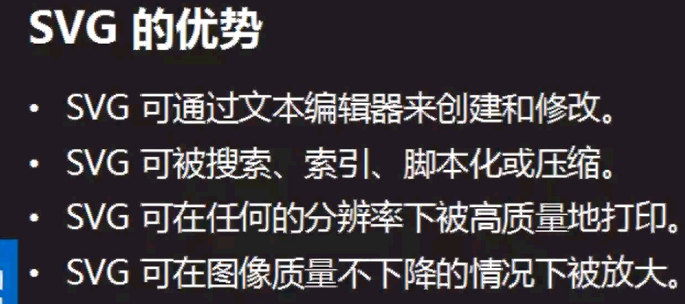 SVG 的优势
• SVG 可通过文本编辑器来创建和修改。
• SVG 可被搜索、索引、脚本化或压缩。
• SVG 可在任何的分辨率下被高质量地打印。
• SVG 可在图像质量不下降的情况下被放大。